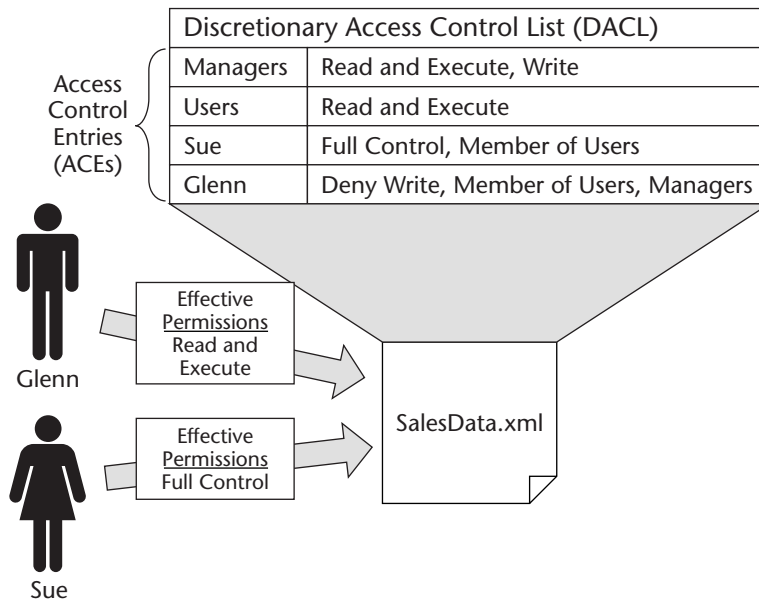 Discretionary Access Control List (DACL)
Access
Control
Entries
(ACEs)
Managers Read and Execute, Write
Users Read and Execute
Sue Full Control, Member of Users
Glenn Deny Write, Member of Users, Managers
Effective
Permissions
Read and
Execute
Glenn
Effective
Permissions
Full Control
Sue
SalesData.xml